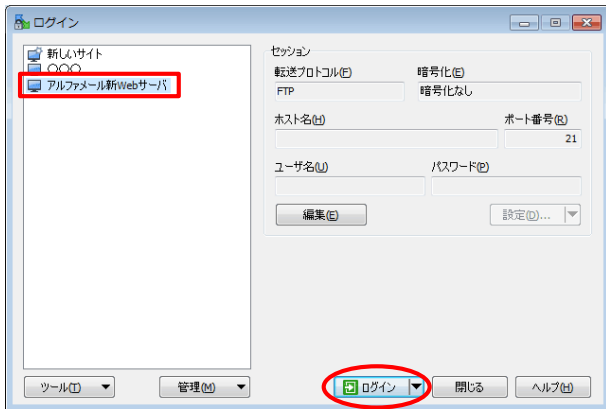 ログイン
新しいサイト
○○○
アルファメール新Webサーバ
セッション
転送プロトコル(F) 暗号化(E)
FTP 暗号化なし
ホスト名(H) ポート番号(R)
21
ユーザ名(U) パスワード(P)
編集(E) 設定(D)...
ツール(T) 管理(M) ログイン 閉じる ヘルプ(H)